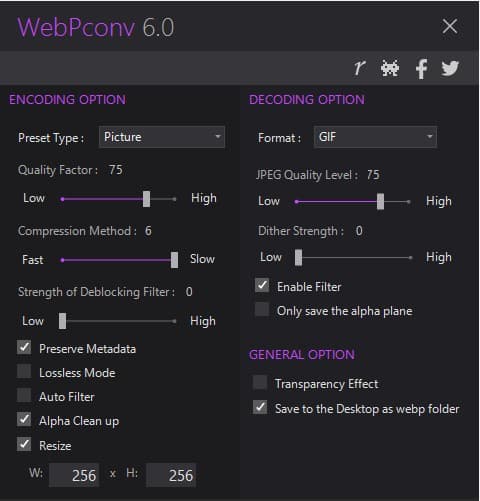 WebPconv 6.0
ENCODING OPTION
Preset Type : Picture
Quality Factor : 75
Low High
Compression Method : 6
Fast Slow
Strength of Deblocking Filter : 0
Low High
Preserve Metadata
Lossless Mode
Auto Filter
Alpha Clean up
Resize
W: 256 x H: 256
DECODING OPTION
Format : GIF
JPEG Quality Level : 75
Low High
Dither Strength : 0
Low High
Enable Filter
Only save the alpha plane
GENERAL OPTION
Transparency Effect
Save to the Desktop as webp folder